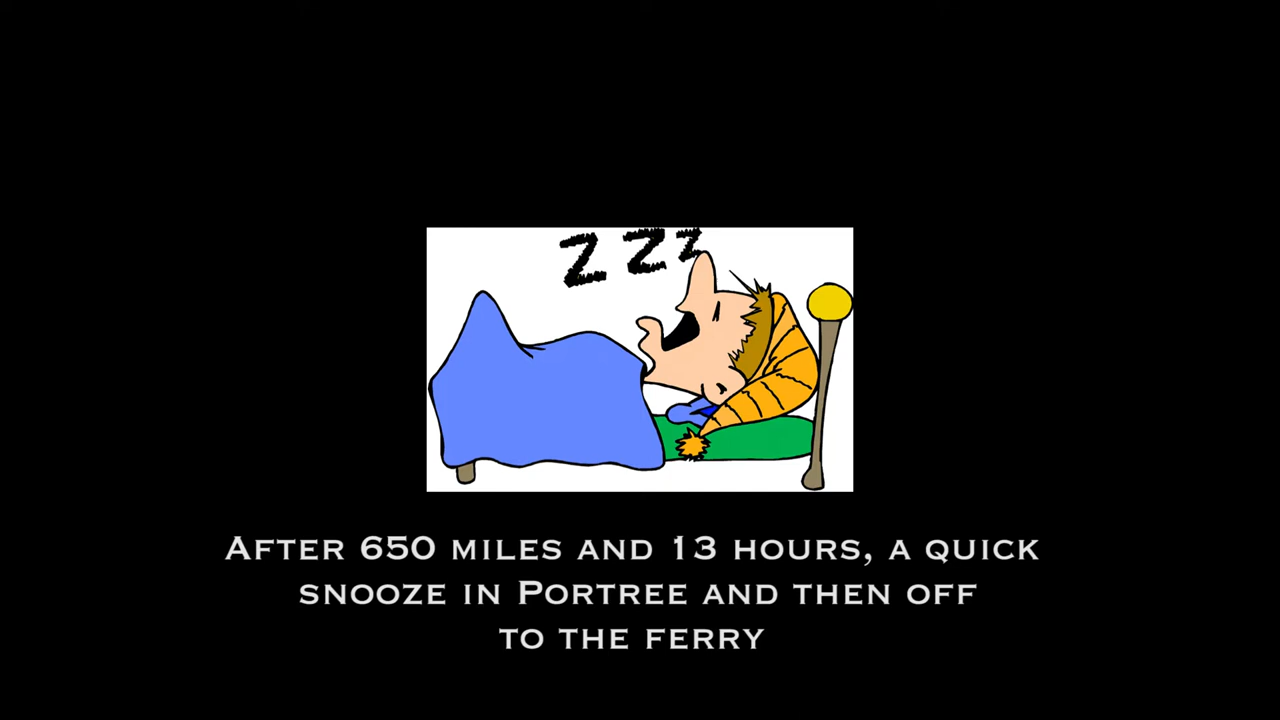 Z Z Z
After 650 miles and 13 hours, a quick
snooze in Portree and then off
to the ferry